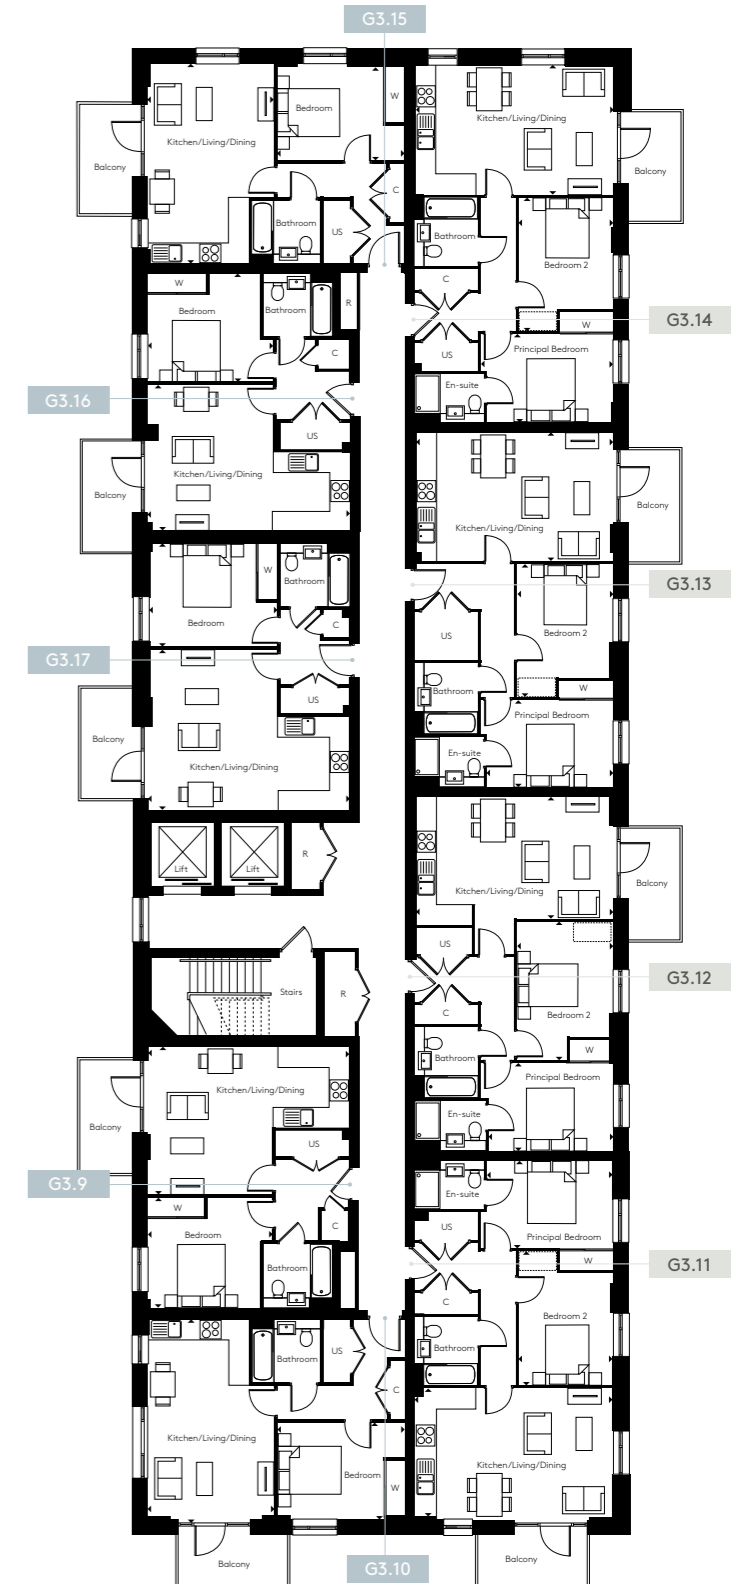 G3.15
Bedroom
W
Kitchen/Living/Dining
Balcony
C
Bathroom
US
Kitchen/Living/Dining
Balcony
Bathroom
Bedroom 2
C
W
US
Principal Bedroom
En-suite
G3.14
W
Bedroom
Bathroom
R
C
G3.16
US
Kitchen/Living/Dining
Balcony
Kitchen/Living/Dining
Balcony
G3.13
US
Bedroom 2
Bathroom
W
Principal Bedroom
En-suite
W
Bathroom
Bedroom
C
G3.17
US
Balcony
Kitchen/Living/Dining
Lift
Lift
R
Kitchen/Living/Dining
Balcony
US
G3.12
C
Bedroom 2
Bathroom
W
Principal Bedroom
En-suite
Stairs
R
Kitchen/Living/Dining
Balcony
US
G3.9
W
C
Bedroom
Bathroom
En-suite
US
Principal Bedroom
W
G3.11
C
Bedroom 2
Bathroom
Kitchen/Living/Dining
Balcony
Bathroom
US
C
Kitchen/Living/Dining
Bedroom
W
Balcony
G3.10